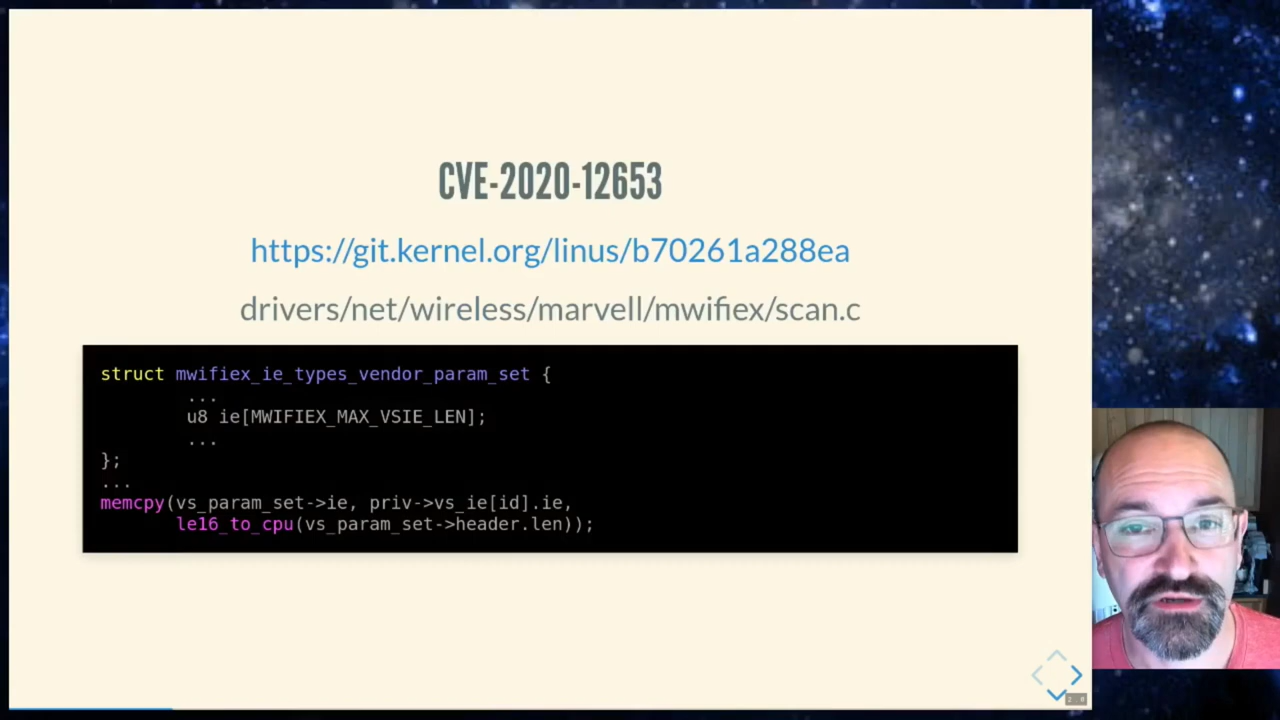 CVE-2020-12653
https://git.kernel.org/linus/b70261a288ea
drivers/net/wireless/marvell/mwifiex/scan.c
struct mwifiex_ie_types_vendor_param_set {
...
u8 ie[MWIFIEX_MAX_VSIE_LEN];
...
};
...
memcpy(vs_param_set->ie, priv->vs_ie[id].ie,
le16_to_cpu(vs_param_set->header.len));